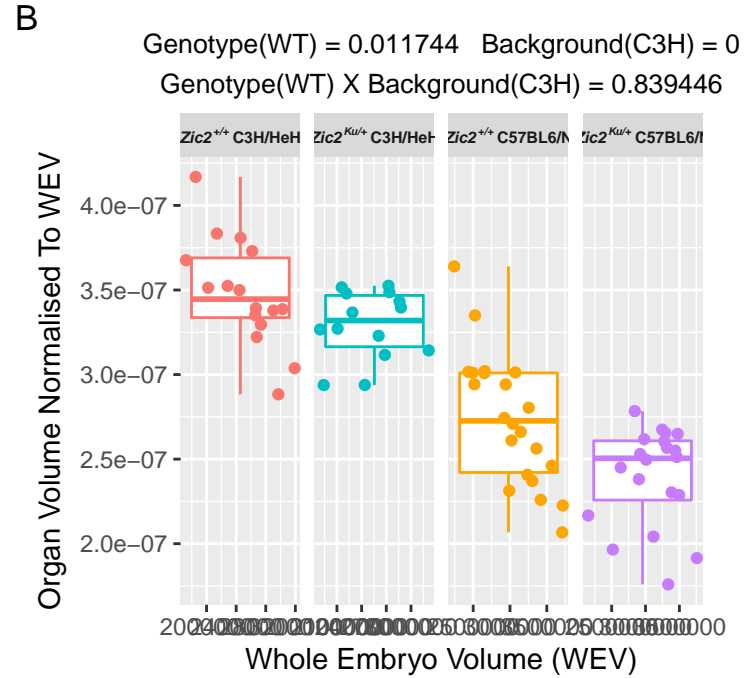 B
Genotype(WT) = 0.011744 Background(C3H) = 0
Genotype(WT) X Background(C3H) = 0.839446
Zic2+/+ C3H/HeH
Zic2Ku/+ C3H/HeH
Zic2+/+ C57BL6/N
Zic2Ku/+ C57BL6/N
Organ Volume Normalised To WEV
4.0e−07
3.5e−07
3.0e−07
2.5e−07
2.0e−07
Whole Embryo Volume (WEV)